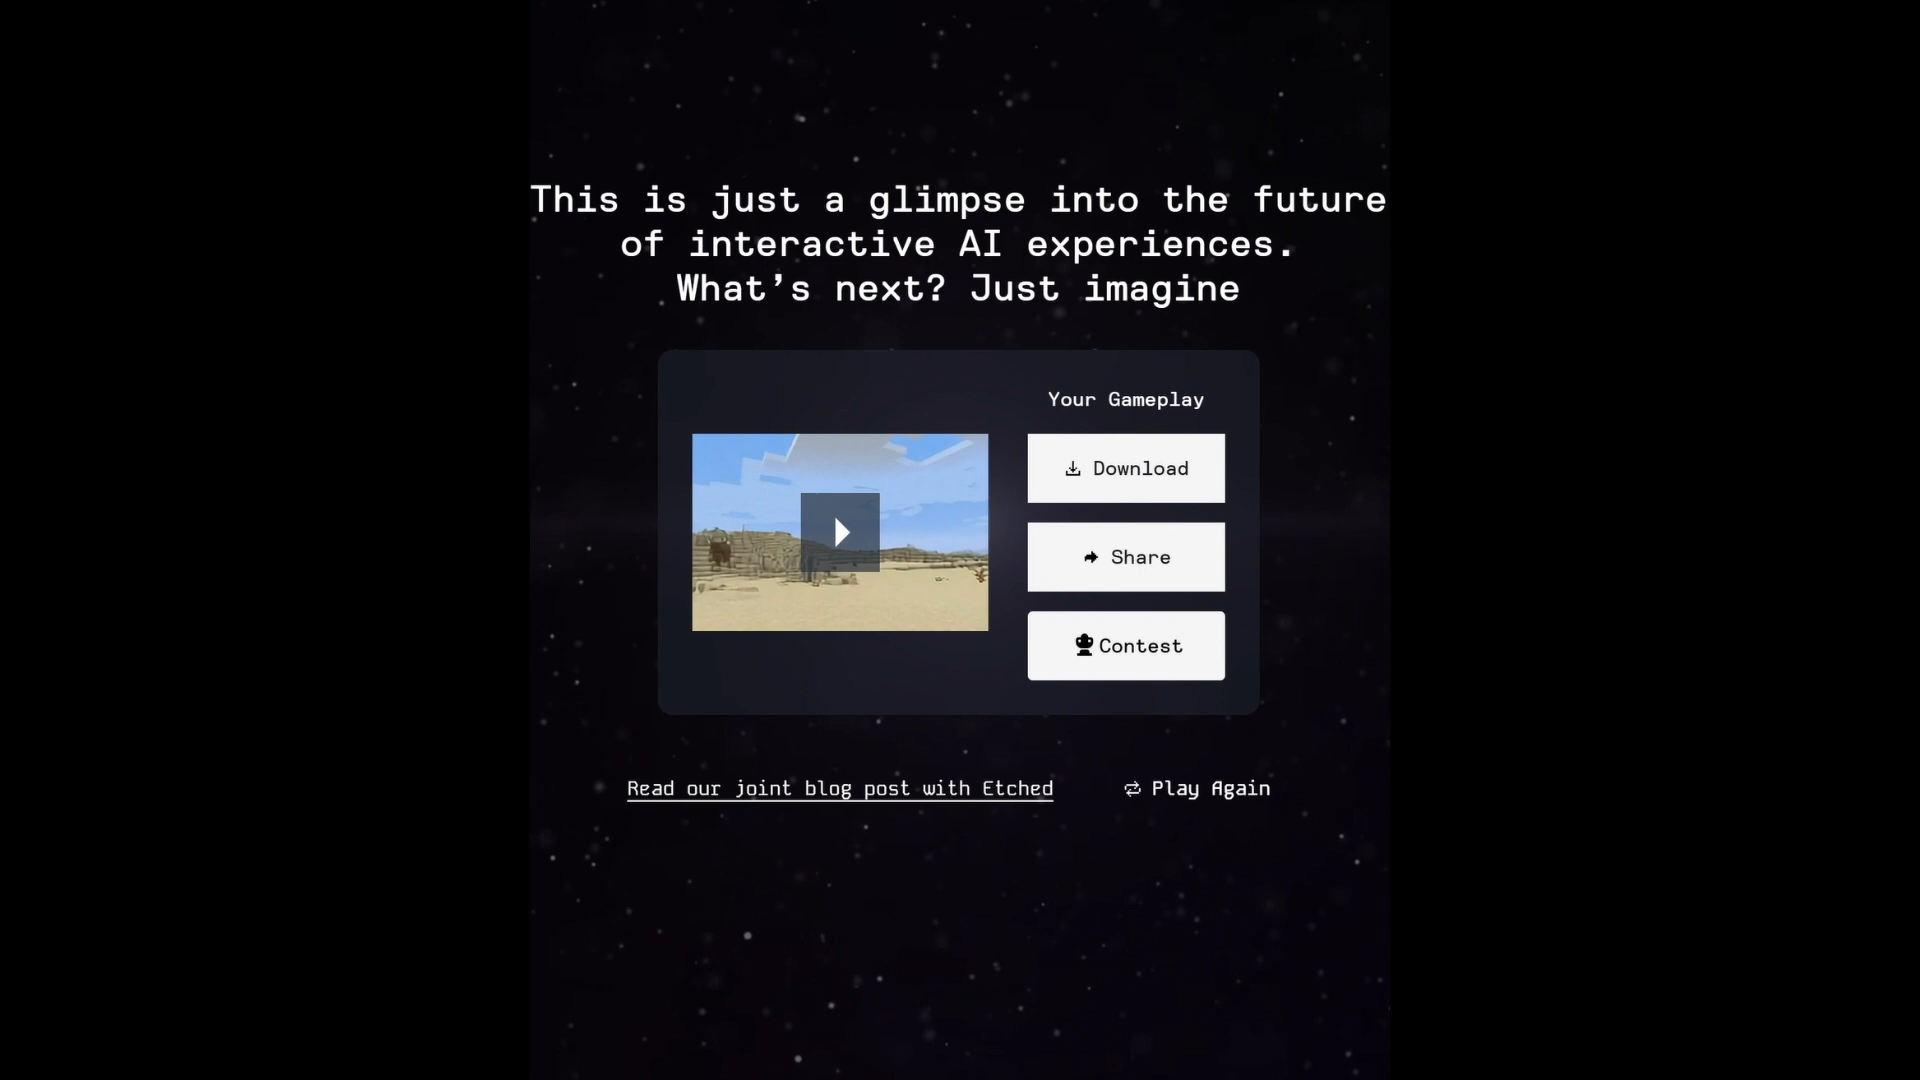 This is just a glimpse into the future
of interactive AI experiences.
What's next? Just imagine
Your Gameplay
Download
Share
Contest
Read our joint blog post with Etched
Play Again